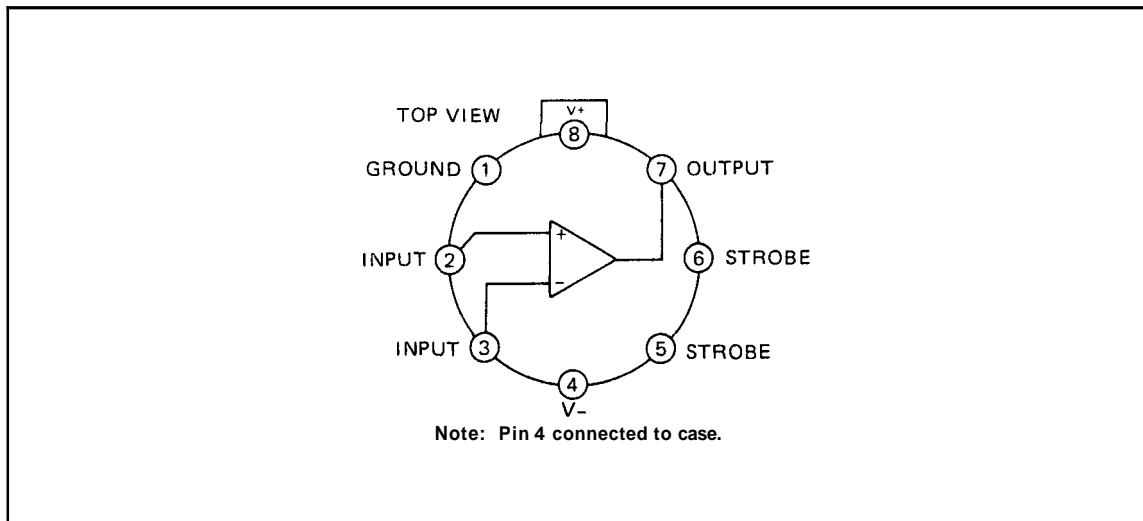 TOP VIEW
V+
8
GROUND 1
7 OUTPUT
INPUT 2
+
6 STROBE
-
INPUT 3
5 STROBE
4
V-
Note: Pin 4 connected to case.